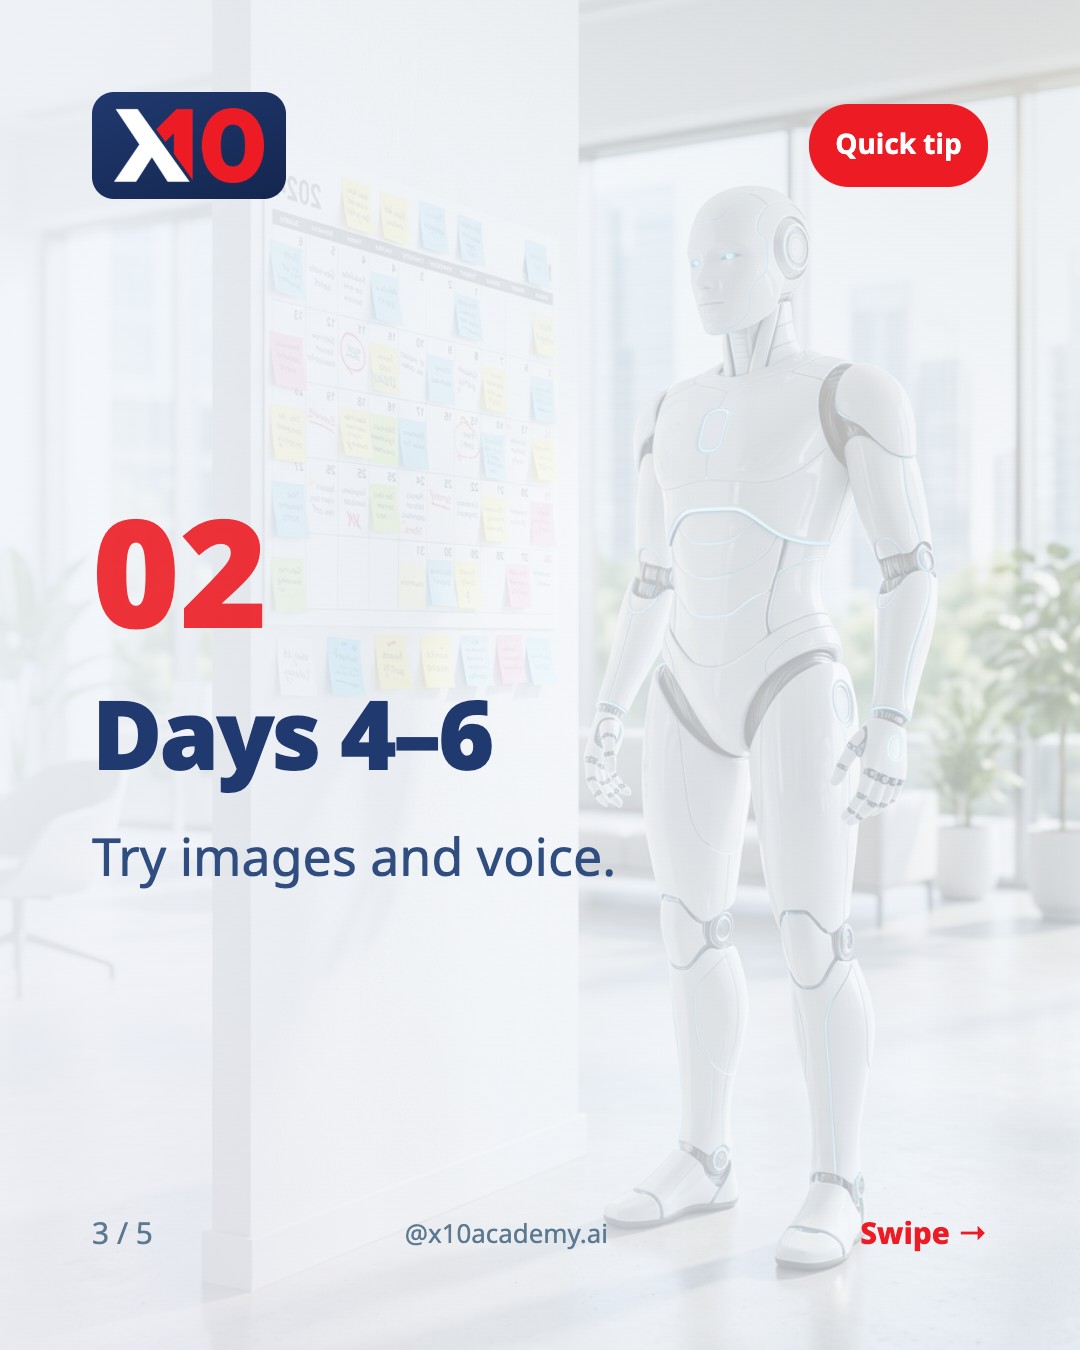 X10
Quick tip
02
Days 4–6
Try images and voice.
3 / 5
@x10academy.ai
Swipe →